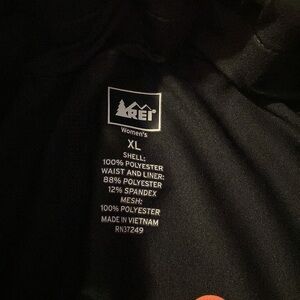 REI
Women's
XL
SHELL:
100% POLYESTER
WAIST AND LINER:
88% POLYESTER
12% SPANDEX
MESH:
100% POLYESTER
MADE IN VIETNAM
RN37249